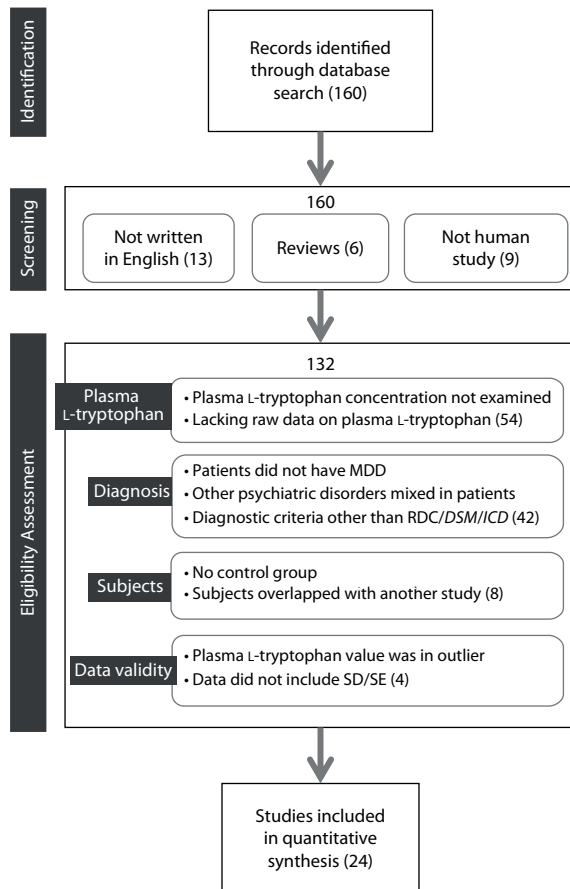 Identification
Records identified
through database
search (160)
Screening
160
Not written
in English (13)
Reviews (6)
Not human
study (9)
Eligibility Assessment
132
Plasma
L-tryptophan
• Plasma L-tryptophan concentration not examined
• Lacking raw data on plasma L-tryptophan (54)
Diagnosis
• Patients did not have MDD
• Other psychiatric disorders mixed in patients
• Diagnostic criteria other than RDC/DSM/ICD (42)
Subjects
• No control group
• Subjects overlapped with another study (8)
Data validity
• Plasma L-tryptophan value was in outlier
• Data did not include SD/SE (4)
Studies included
in quantitative
synthesis (24)